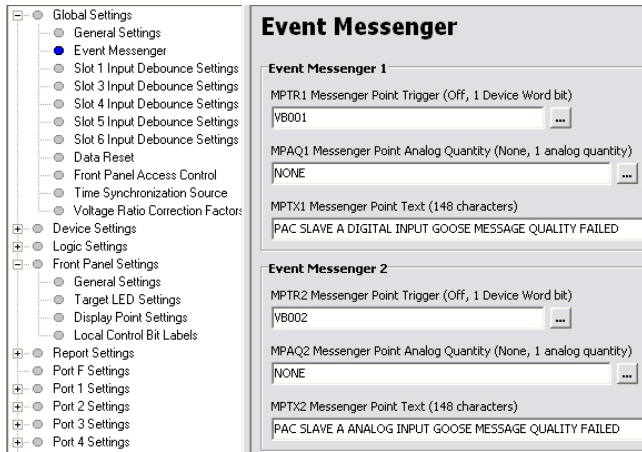 Global Settings
General Settings
Event Messenger
Slot 1 Input Debounce Settings
Slot 3 Input Debounce Settings
Slot 4 Input Debounce Settings
Slot 5 Input Debounce Settings
Slot 6 Input Debounce Settings
Data Reset
Front Panel Access Control
Time Synchronization Source
Voltage Ratio Correction Factors
Device Settings
Logic Settings
Front Panel Settings
General Settings
Target LED Settings
Display Point Settings
Local Control Bit Labels
Report Settings
Port F Settings
Port 1 Settings
Port 2 Settings
Port 3 Settings
Port 4 Settings
Event Messenger
Event Messenger 1
MPTR1 Messenger Point Trigger (Off, 1 Device Word bit)
VB001
...
MPAQ1 Messenger Point Analog Quantity (None, 1 analog quantity)
NONE
...
MPTX1 Messenger Point Text (148 characters)
PAC SLAVE A DIGITAL INPUT GOOSE MESSAGE QUALITY FAILED
Event Messenger 2
MPTR2 Messenger Point Trigger (Off, 1 Device Word bit)
VB002
...
MPAQ2 Messenger Point Analog Quantity (None, 1 analog quantity)
NONE
...
MPTX2 Messenger Point Text (148 characters)
PAC SLAVE A ANALOG INPUT GOOSE MESSAGE QUALITY FAILED